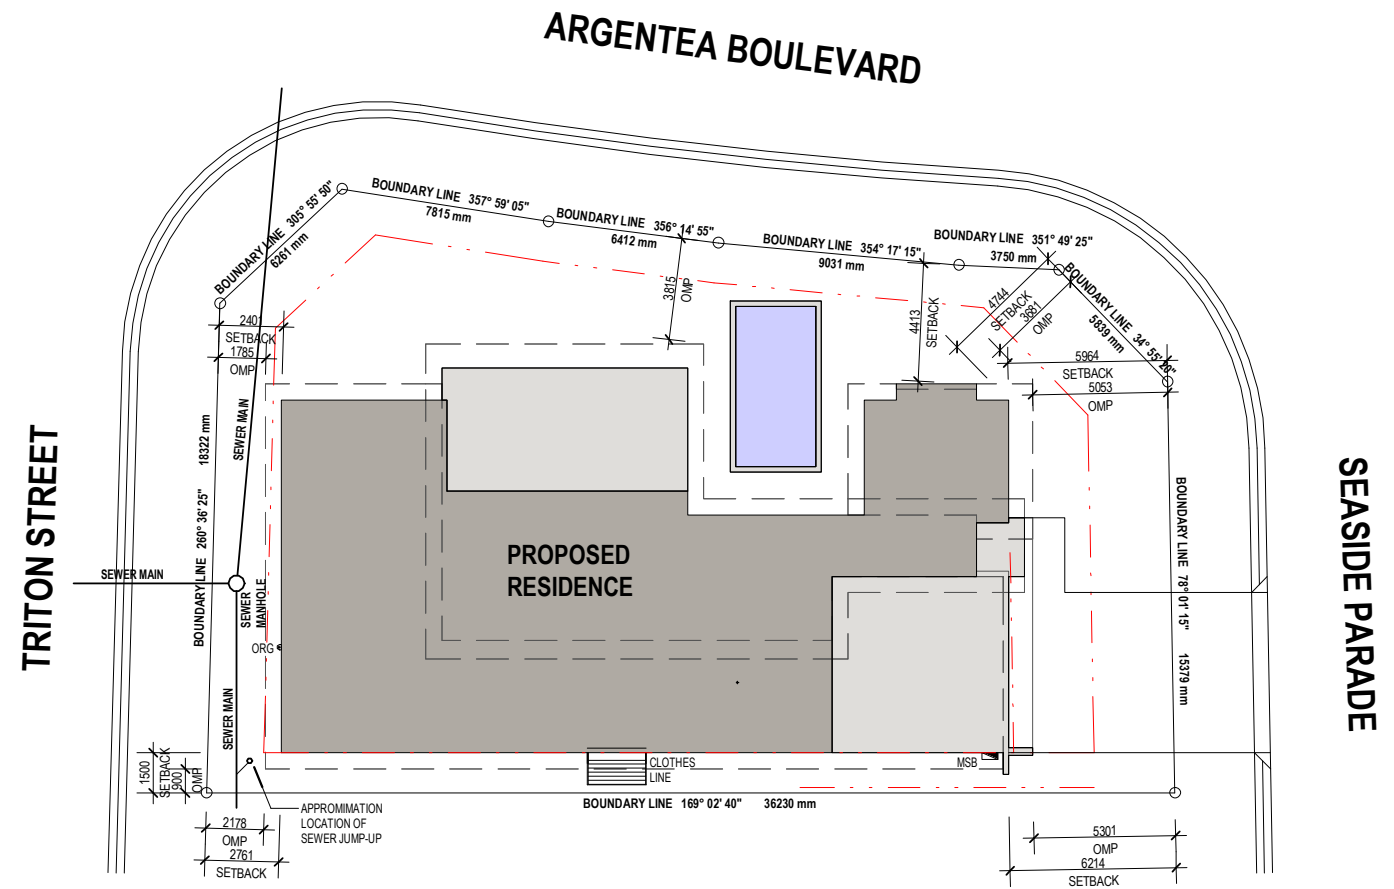 ARGENTEA BOULEVARD
BOUNDARY LINE 305° 55' 50"
6261 mm
BOUNDARY LINE 357° 59' 05"
7815 mm
BOUNDARY LINE 356° 14' 55"
6412 mm
BOUNDARY LINE 354° 17' 15"
9031 mm
BOUNDARY LINE 351° 49' 25"
3750 mm
BOUNDARY LINE 34° 55' 20"
5839 mm
2401
SETBACK
1785
OMP
3815
OMP
4413
SETBACK
4744
SETBACK
3681
OMP
5964
SETBACK
5053
OMP
TRITON STREET
BOUNDARY LINE 260° 36' 25" 18322 mm
SEWER MAIN
SEWER MAIN
SEWER
MANHOLE
ORG
SEWER MAIN
PROPOSED
RESIDENCE
BOUNDARY LINE 78° 01' 15" 15379 mm
SEASIDE PARADE
1500
SETBACK
900
OMP
CLOTHES
LINE
MSB
BOUNDARY LINE 169° 02' 40" 36230 mm
APPROMIMATION
LOCATION OF
SEWER JUMP-UP
2178
OMP
2761
SETBACK
5301
OMP
6214
SETBACK